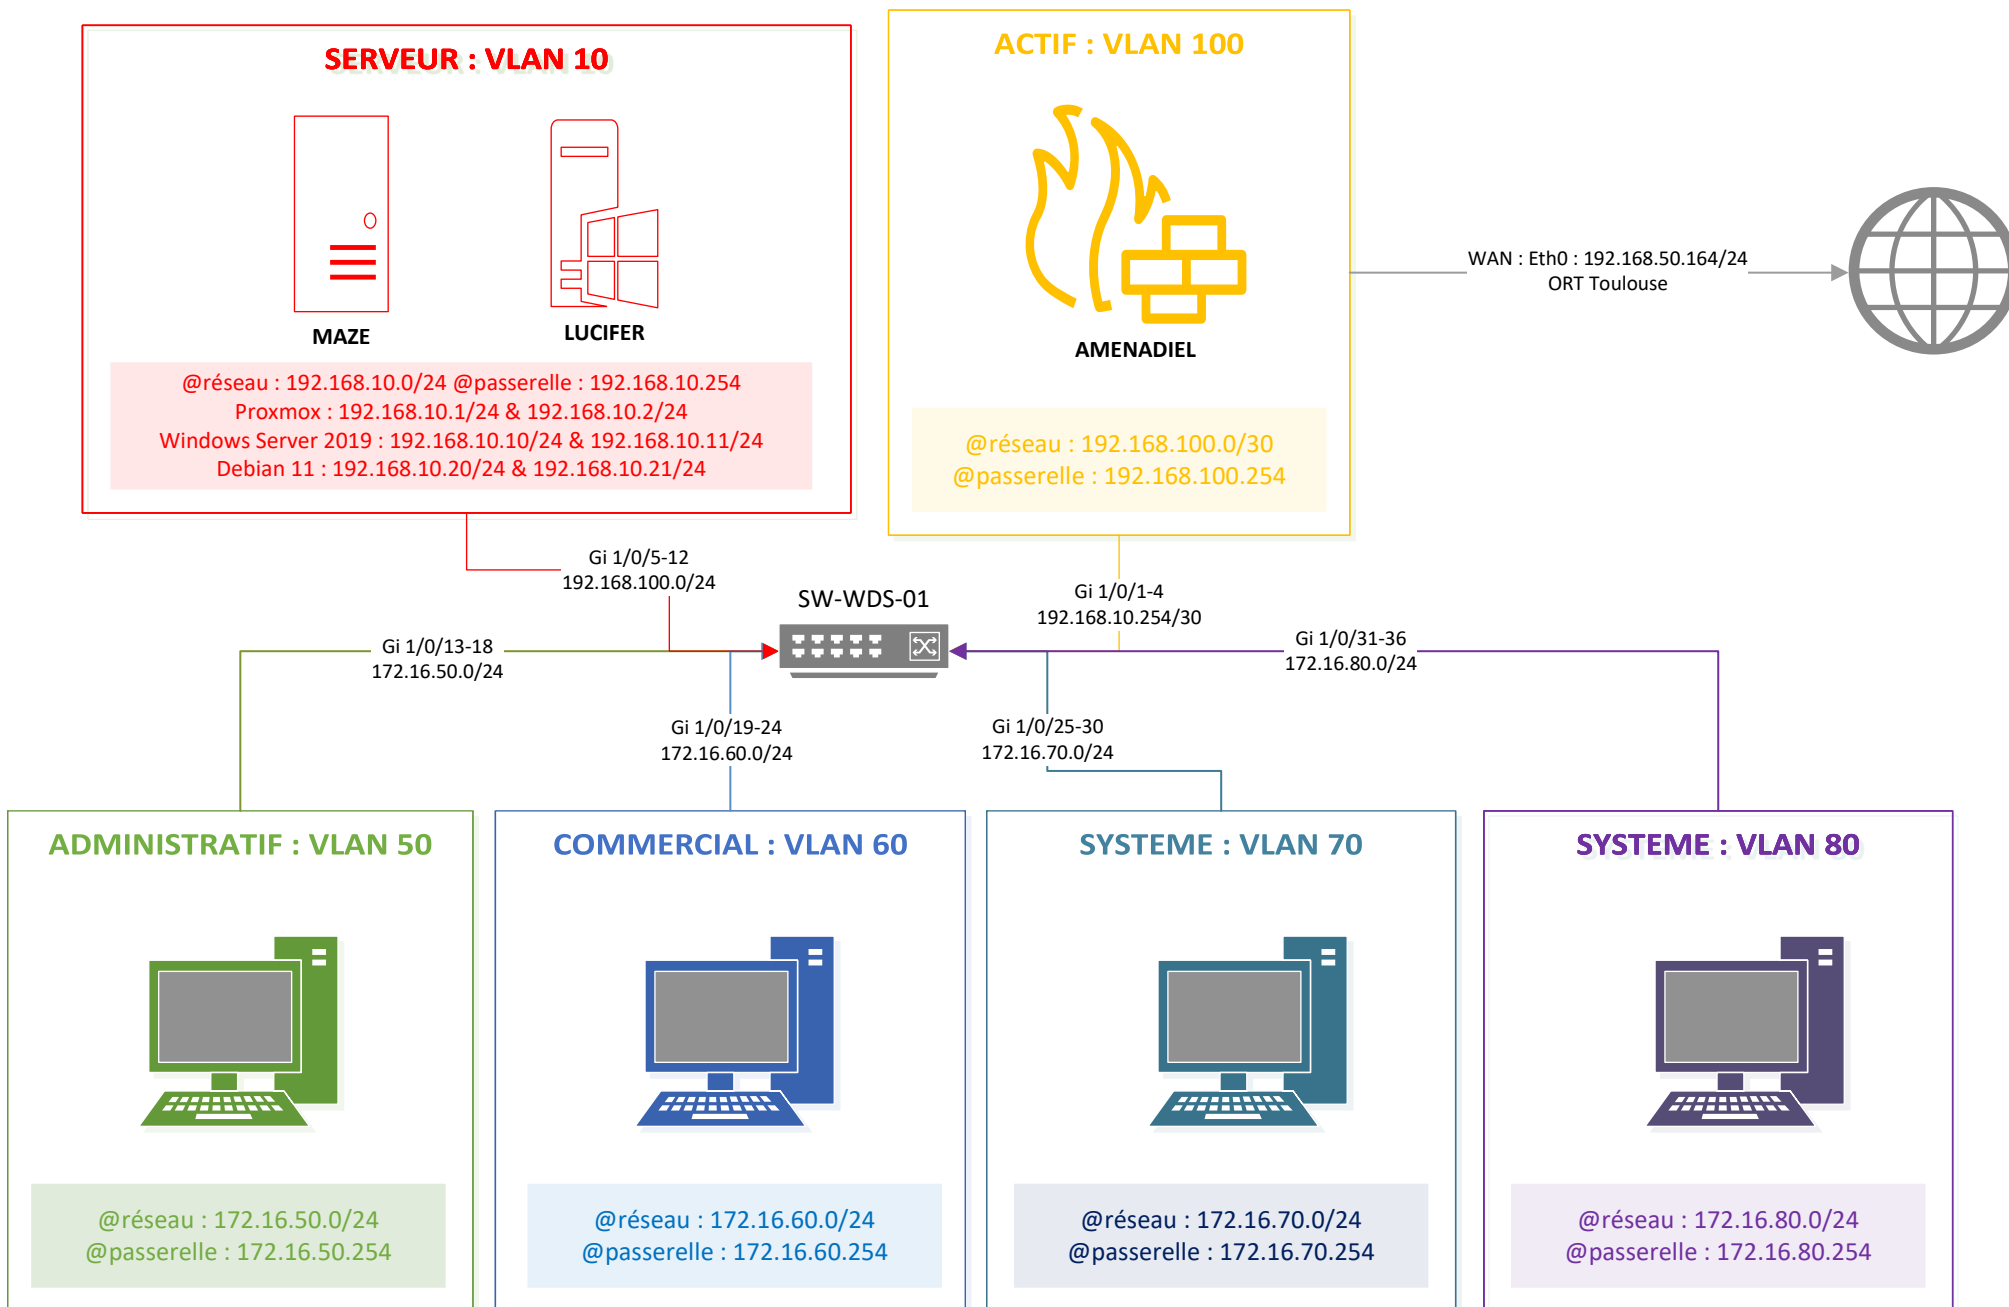 SERVEUR : VLAN 10
MAZE
LUCIFER
@réseau : 192.168.10.0/24 @passerelle : 192.168.10.254
Proxmox : 192.168.10.1/24 & 192.168.10.2/24
Windows Server 2019 : 192.168.10.10/24 & 192.168.10.11/24
Debian 11 : 192.168.10.20/24 & 192.168.10.21/24
ACTIF : VLAN 100
AMENADIEL
@réseau : 192.168.100.0/30
@passerelle : 192.168.100.254
WAN : Eth0 : 192.168.50.164/24
ORT Toulouse
Gi 1/0/5-12
192.168.100.0/24
SW-WDS-01
Gi 1/0/1-4
192.168.10.254/30
Gi 1/0/13-18
172.16.50.0/24
Gi 1/0/31-36
172.16.80.0/24
Gi 1/0/19-24
172.16.60.0/24
Gi 1/0/25-30
172.16.70.0/24
ADMINISTRATIF : VLAN 50
@réseau : 172.16.50.0/24
@passerelle : 172.16.50.254
COMMERCIAL : VLAN 60
@réseau : 172.16.60.0/24
@passerelle : 172.16.60.254
SYSTEME : VLAN 70
@réseau : 172.16.70.0/24
@passerelle : 172.16.70.254
SYSTEME : VLAN 80
@réseau : 172.16.80.0/24
@passerelle : 172.16.80.254